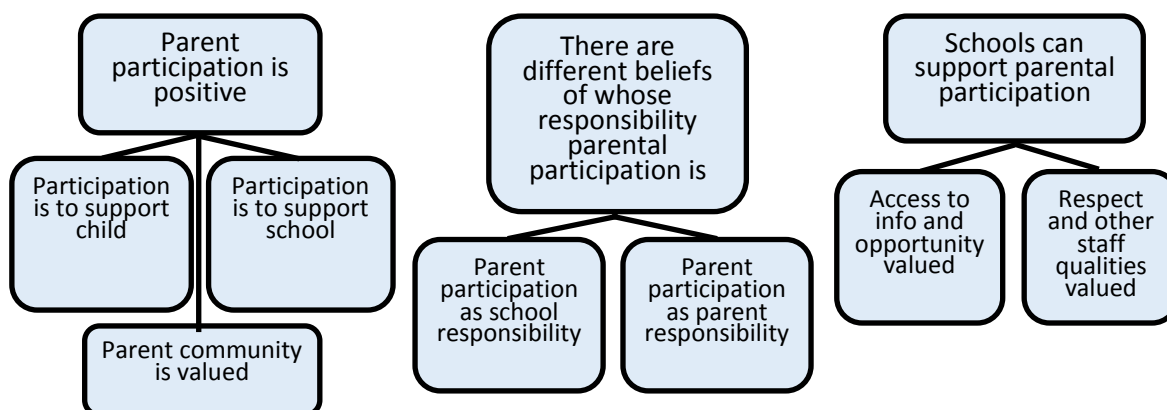 Parent
participation is
positive
Participation
is to support
child
Participation
is to support
school
Parent community
is valued
There are
different beliefs
of whose
responsibility
parental
participation is
Parent
participation
as school
responsibility
Parent
participation
as parent
responsibility
Schools can
support parental
participation
Access to
info and
opportunity
valued
Respect
and other
staff
qualities
valued